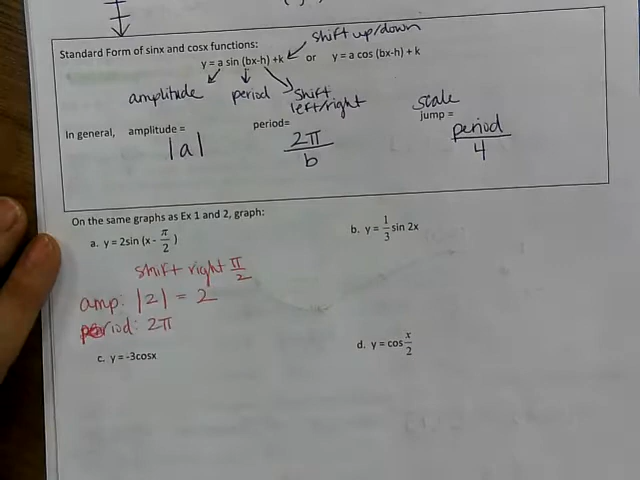 shift up/down
Standard Form of sinx and cosx functions:
y = a sin (bx-h) +k or y = a cos (bx-h) + k
amplitude period shift left/right
scale
In general, amplitude = period= jump =
|a| 2π/b period/4
On the same graphs as Ex 1 and 2, graph:
a. y = 2sin (x - π/2 ) b. y = 1/3 sin 2x
shift right π/2
amp: |2| = 2
period: 2π
c. y = -3cosx d. y = cos x/2